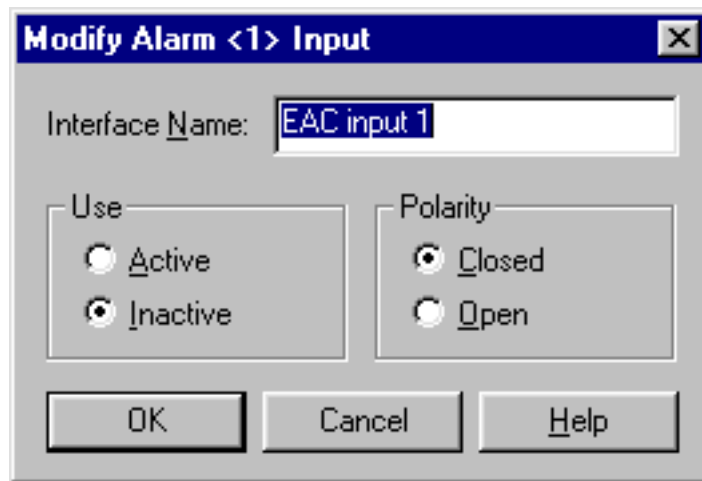 Modify Alarm <1> Input
Interface Name: EAC input 1
Use
Active
Inactive
Polarity
Closed
Open
OK Cancel Help